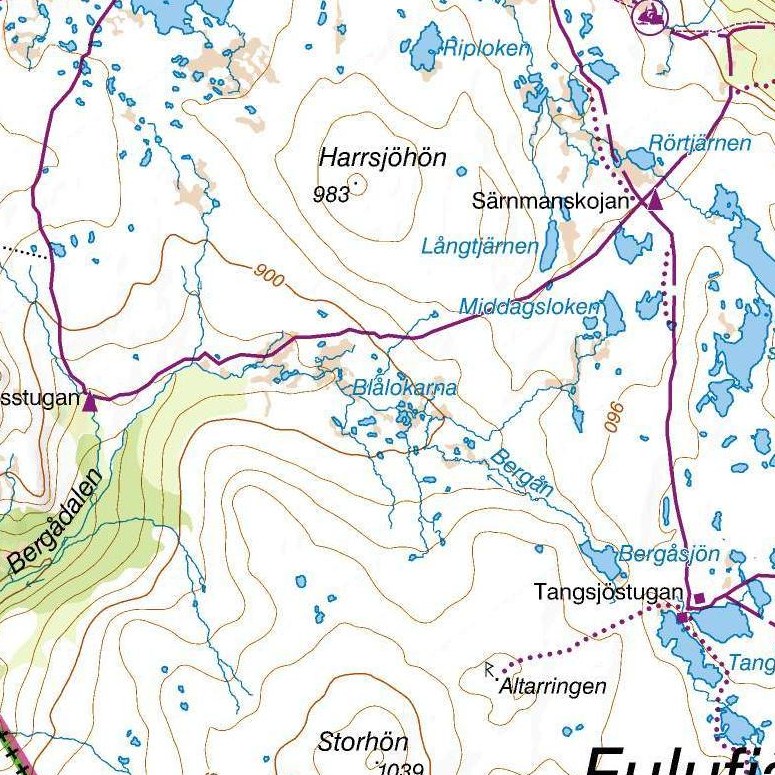 Riploken
Harrsjöhön
983
Rörtjärnen
Särnmanskojan
Långtjärnen
900
Middagsloken
sstugan
Blålokarna
960
Bergån
Bergådalen
Bergåsjön
Tangsjöstugan
Tang
Altarringen
Storhön
1039